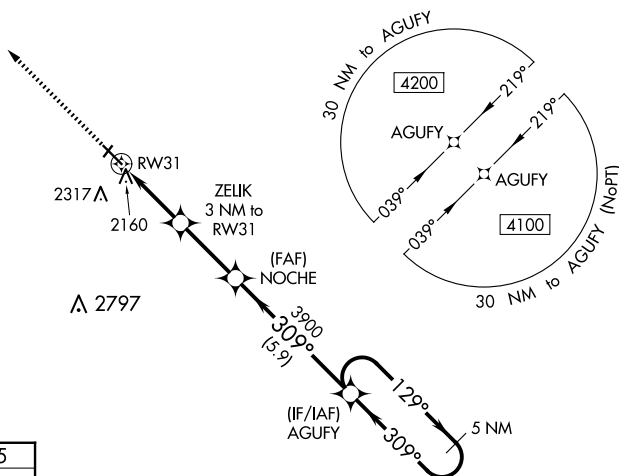 30 NM to AGUFY
4200
219°
AGUFY
039°
219°
AGUFY
039°
4100
30 NM to AGUFY (NoPT)
RW31
2317
2160
ZELIK
3 NM to
RW31
(FAF)
NOCHE
2797
3900
309°
(5.9)
129°
(IF/IAF)
AGUFY
309°
5 NM
5